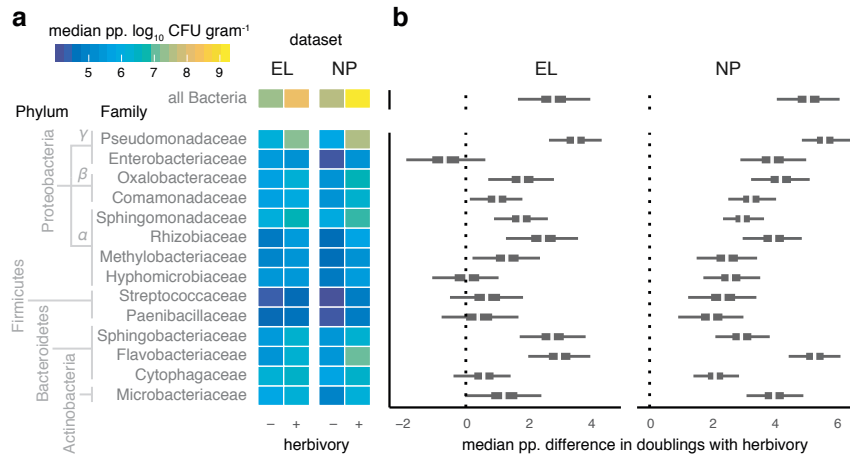 a
b
median pp. log10 CFU gram-1
5 6 7 8 9
dataset
EL NP
EL NP
all Bacteria
Phylum Family
Proteobacteria
γ
β
α
Firmicutes
Bacteroidetes
Actinobacteria
Pseudomonadaceae
Enterobacteriaceae
Oxalobacteraceae
Comamonadaceae
Sphingomonadaceae
Rhizobiaceae
Methylobacteriaceae
Hyphomicrobiaceae
Streptococcaceae
Paenibacillaceae
Sphingobacteriaceae
Flavobacteriaceae
Cytophagaceae
Microbacteriaceae
– + – +
herbivory
−2 0 2 4
0 2 4 6
median pp. difference in doublings with herbivory